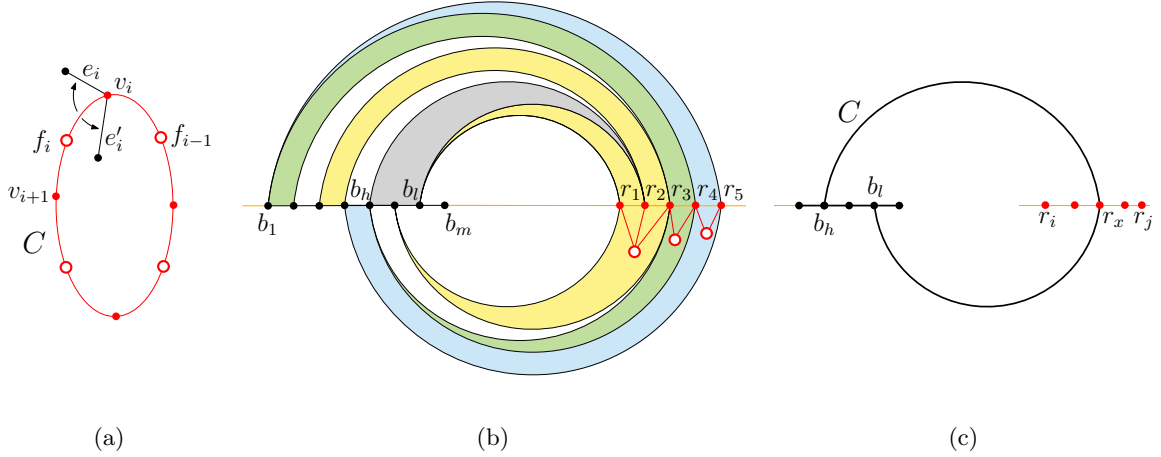 e_i v_i
e'_i
f_i f_{i-1}
v_{i+1}
C
(a)
b_h b_l r_1 r_2 r_3 r_4 r_5
b_1 b_m
(b)
C
b_l
b_h r_i r_x r_j
(c)